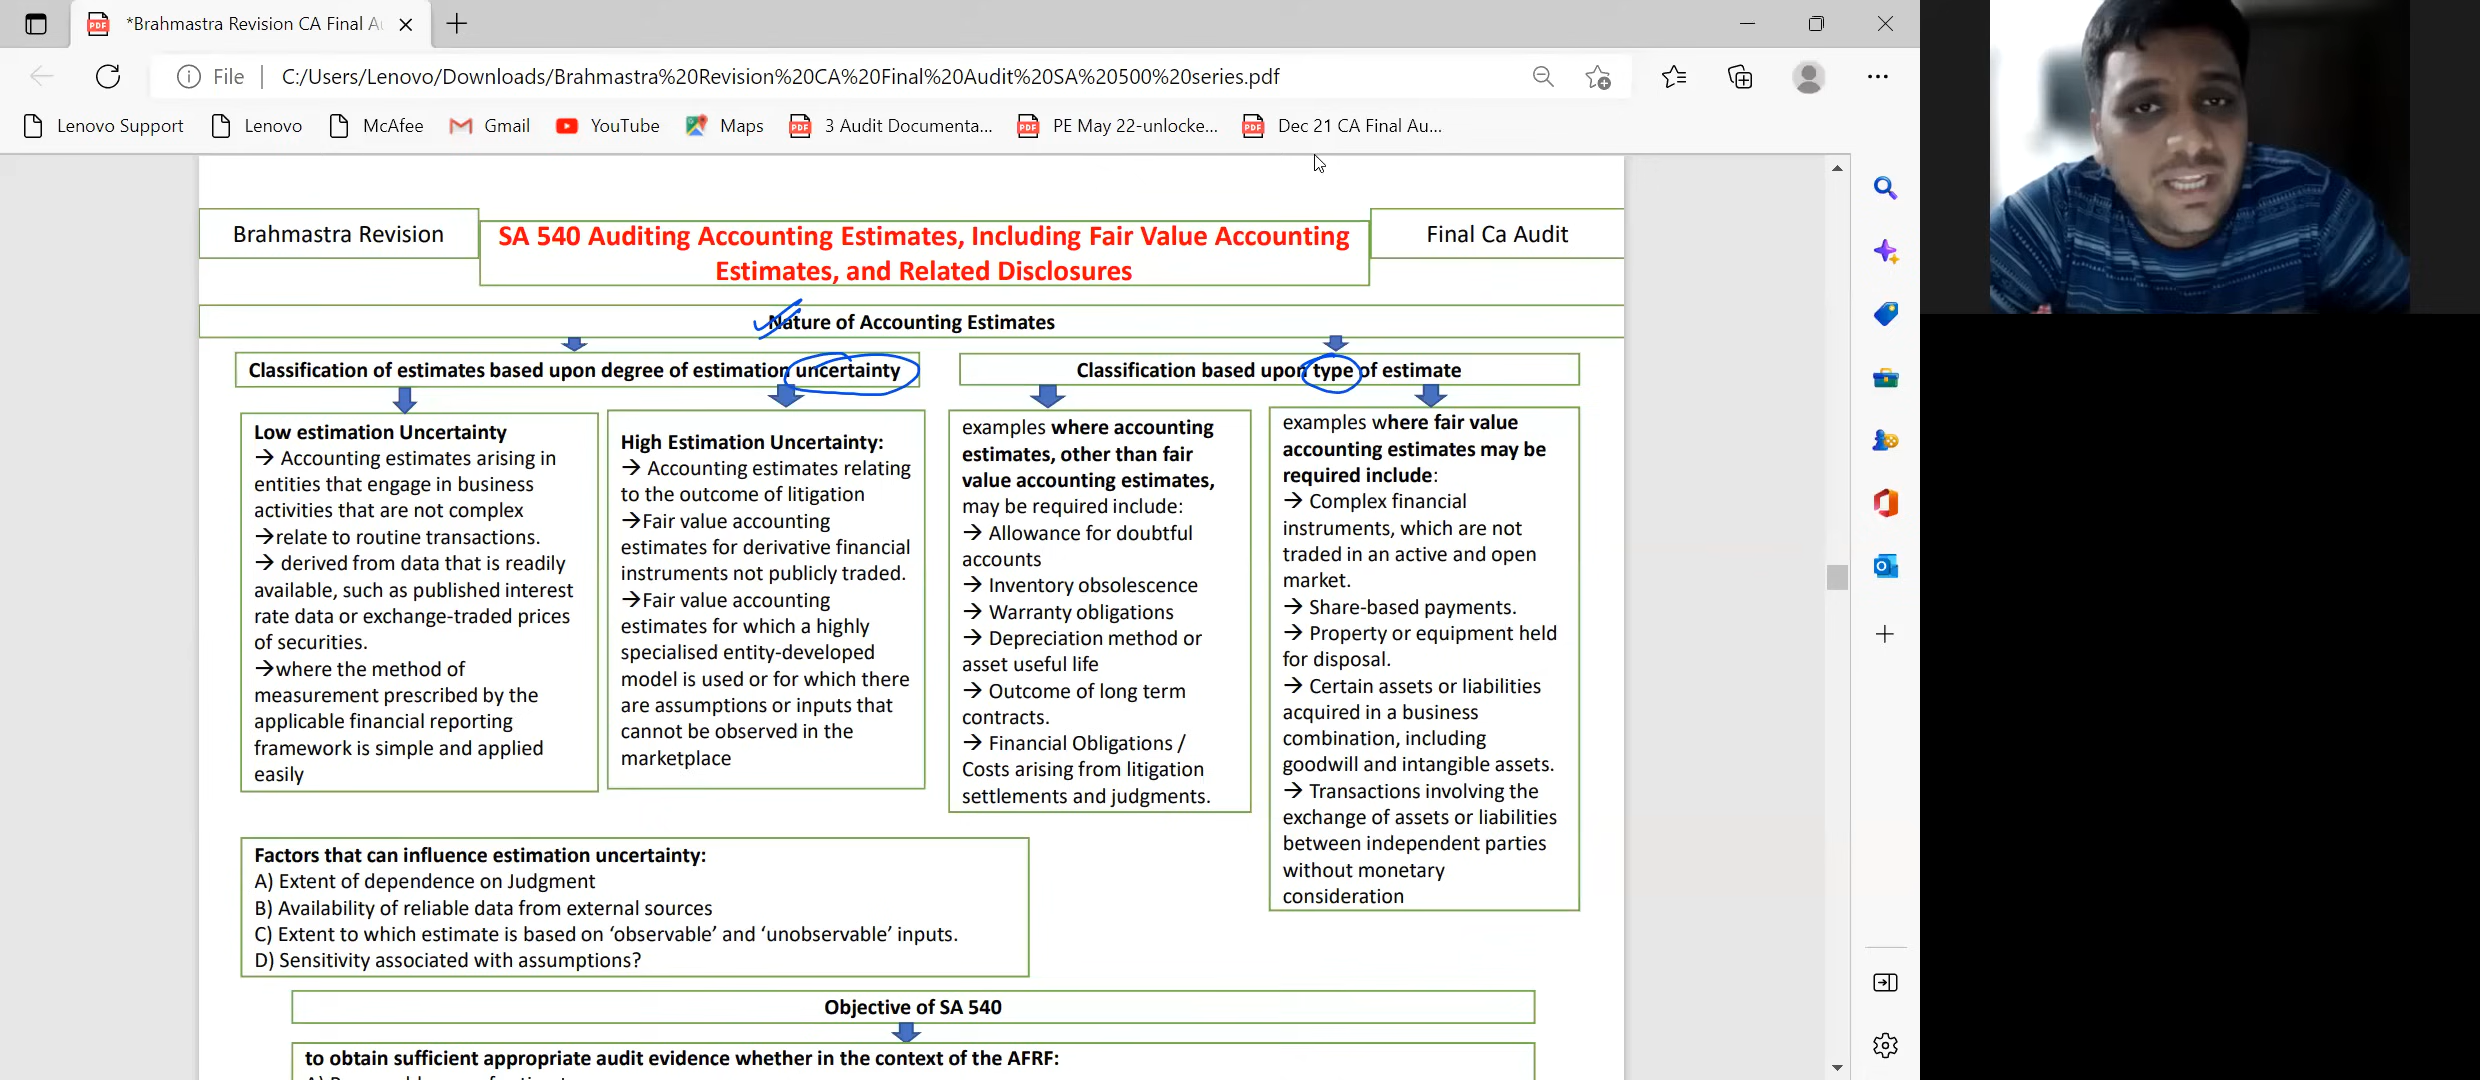 *Brahmastra Revision CA Final Au
File
C:/Users/Lenovo/Downloads/Brahmastra%20Revision%20CA%20Final%20Audit%20SA%20500%20series.pdf
Lenovo Support
Lenovo
McAfee
Gmail
YouTube
Maps
3 Audit Documenta...
PE May 22-unlocke...
Dec 21 CA Final Au...
Brahmastra Revision
SA 540 Auditing Accounting Estimates, Including Fair Value Accounting
Estimates, and Related Disclosures
Final Ca Audit
Nature of Accounting Estimates
Classification of estimates based upon degree of estimation uncertainty
Classification based upon type of estimate
Low estimation Uncertainty
→ Accounting estimates arising in
entities that engage in business
activities that are not complex
→relate to routine transactions.
→ derived from data that is readily
available, such as published interest
rate data or exchange-traded prices
of securities.
→where the method of
measurement prescribed by the
applicable financial reporting
framework is simple and applied
easily
High Estimation Uncertainty:
→ Accounting estimates relating
to the outcome of litigation
→Fair value accounting
estimates for derivative financial
instruments not publicly traded.
→Fair value accounting
estimates for which a highly
specialised entity-developed
model is used or for which there
are assumptions or inputs that
cannot be observed in the
marketplace
examples where accounting
estimates, other than fair
value accounting estimates,
may be required include:
→ Allowance for doubtful
accounts
→ Inventory obsolescence
→ Warranty obligations
→ Depreciation method or
asset useful life
→ Outcome of long term
contracts.
→ Financial Obligations /
Costs arising from litigation
settlements and judgments.
examples where fair value
accounting estimates may be
required include:
→ Complex financial
instruments, which are not
traded in an active and open
market.
→ Share-based payments.
→ Property or equipment held
for disposal.
→ Certain assets or liabilities
acquired in a business
combination, including
goodwill and intangible assets.
→ Transactions involving the
exchange of assets or liabilities
between independent parties
without monetary
consideration
Factors that can influence estimation uncertainty:
A) Extent of dependence on Judgment
B) Availability of reliable data from external sources
C) Extent to which estimate is based on ‘observable’ and ‘unobservable’ inputs.
D) Sensitivity associated with assumptions?
Objective of SA 540
to obtain sufficient appropriate audit evidence whether in the context of the AFRF: